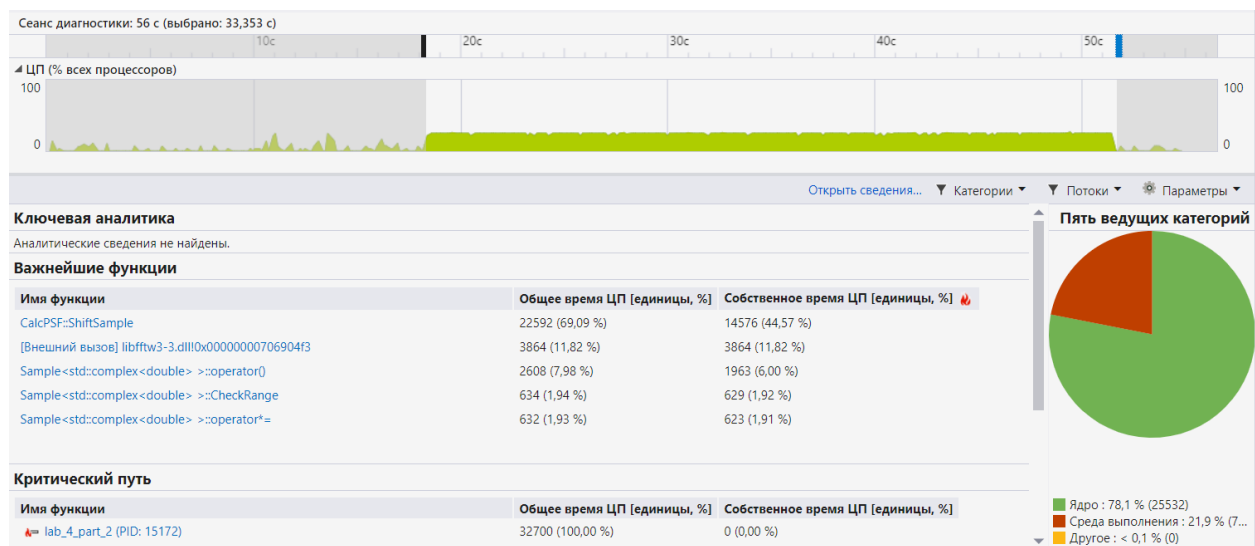 Сеанс диагностики: 56 с (выбрано: 33,353 с)
10с 20с 30с 40с 50с
ЦП (% всех процессоров)
100 100
0 0
Открыть сведения... Категории Потоки Параметры
Ключевая аналитика
Аналитические сведения не найдены.
Важнейшие функции
Имя функции Общее время ЦП [единицы, %] Собственное время ЦП [единицы, %]
CalcPSF::ShiftSample 22592 (69,09 %) 14576 (44,57 %)
[Внешний вызов] libfftw3-3.dll!0x00000000706904f3 3864 (11,82 %) 3864 (11,82 %)
Sample<std::complex<double> >::operator() 2608 (7,98 %) 1963 (6,00 %)
Sample<std::complex<double> >::CheckRange 634 (1,94 %) 629 (1,92 %)
Sample<std::complex<double> >::operator*= 632 (1,93 %) 623 (1,91 %)
Критический путь
Имя функции Общее время ЦП [единицы, %] Собственное время ЦП [единицы, %]
lab_4_part_2 (PID: 15172) 32700 (100,00 %) 0 (0,00 %)
Пять ведущих категорий
Ядро : 78,1 % (25532)
Среда выполнения : 21,9 % (7...
Другое : < 0,1 % (0)